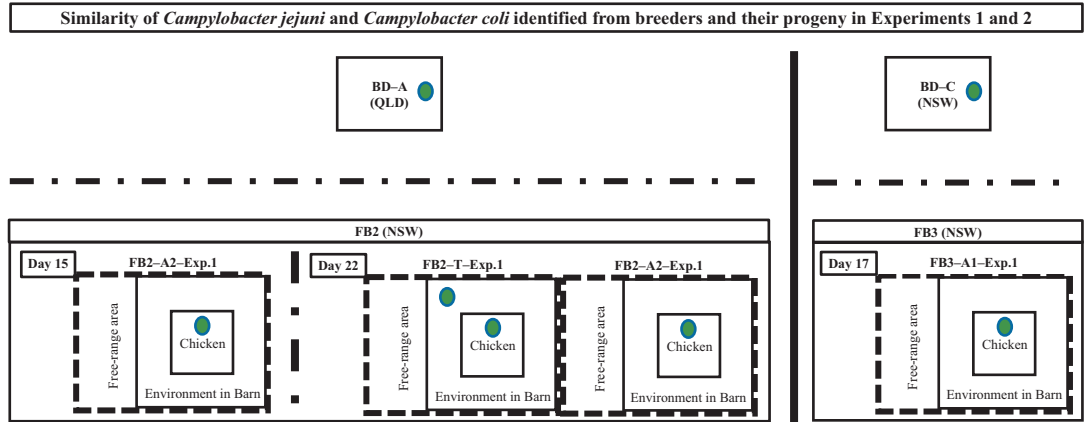 Similarity of Campylobacter jejuni and Campylobacter coli identified from breeders and their progeny in Experiments 1 and 2
BD–A
(QLD)
BD–C
(NSW)
FB2 (NSW)
Day 15
FB2–A2–Exp.1
Free-range area
Chicken
Environment in Barn
Day 22
FB2–T–Exp.1
Free-range area
Chicken
Environment in Barn
FB2–A2–Exp.1
Free-range area
Chicken
Environment in Barn
FB3 (NSW)
Day 17
FB3–A1–Exp.1
Free-range area
Chicken
Environment in Barn